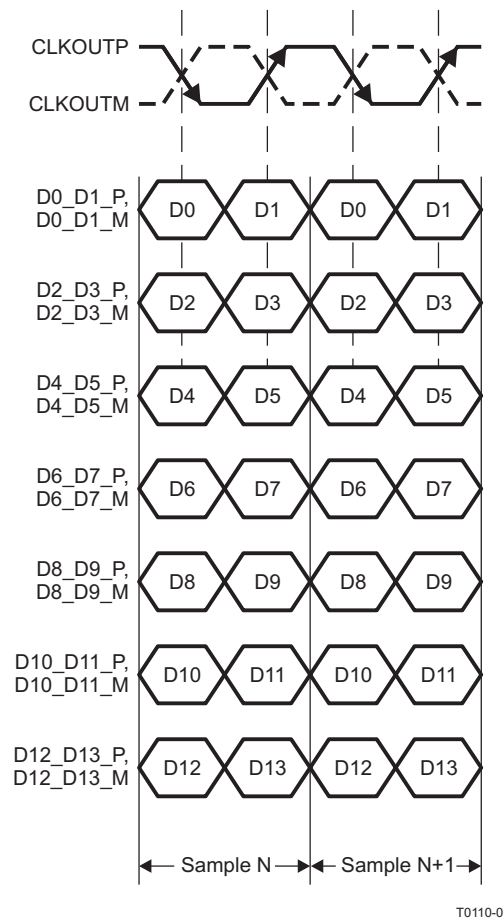 CLKOUTP
CLKOUTM
D0_D1_P,
D0_D1_M
D0 D1 D0 D1
D2_D3_P,
D2_D3_M
D2 D3 D2 D3
D4_D5_P,
D4_D5_M
D4 D5 D4 D5
D6_D7_P,
D6_D7_M
D6 D7 D6 D7
D8_D9_P,
D8_D9_M
D8 D9 D8 D9
D10_D11_P,
D10_D11_M
D10 D11 D10 D11
D12_D13_P,
D12_D13_M
D12 D13 D12 D13
Sample N Sample N+1
T0110-0